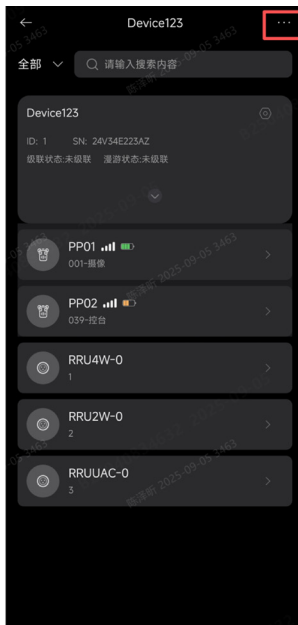 Device123
全部
请输入搜索内容
Device123
ID: 1 SN: 24V34E223AZ
级联状态:未级联 漫游状态:未级联
PP01
001-摄像
PP02
039-控台
RRU4W-0
1
RRU2W-0
2
RRUUAC-0
3